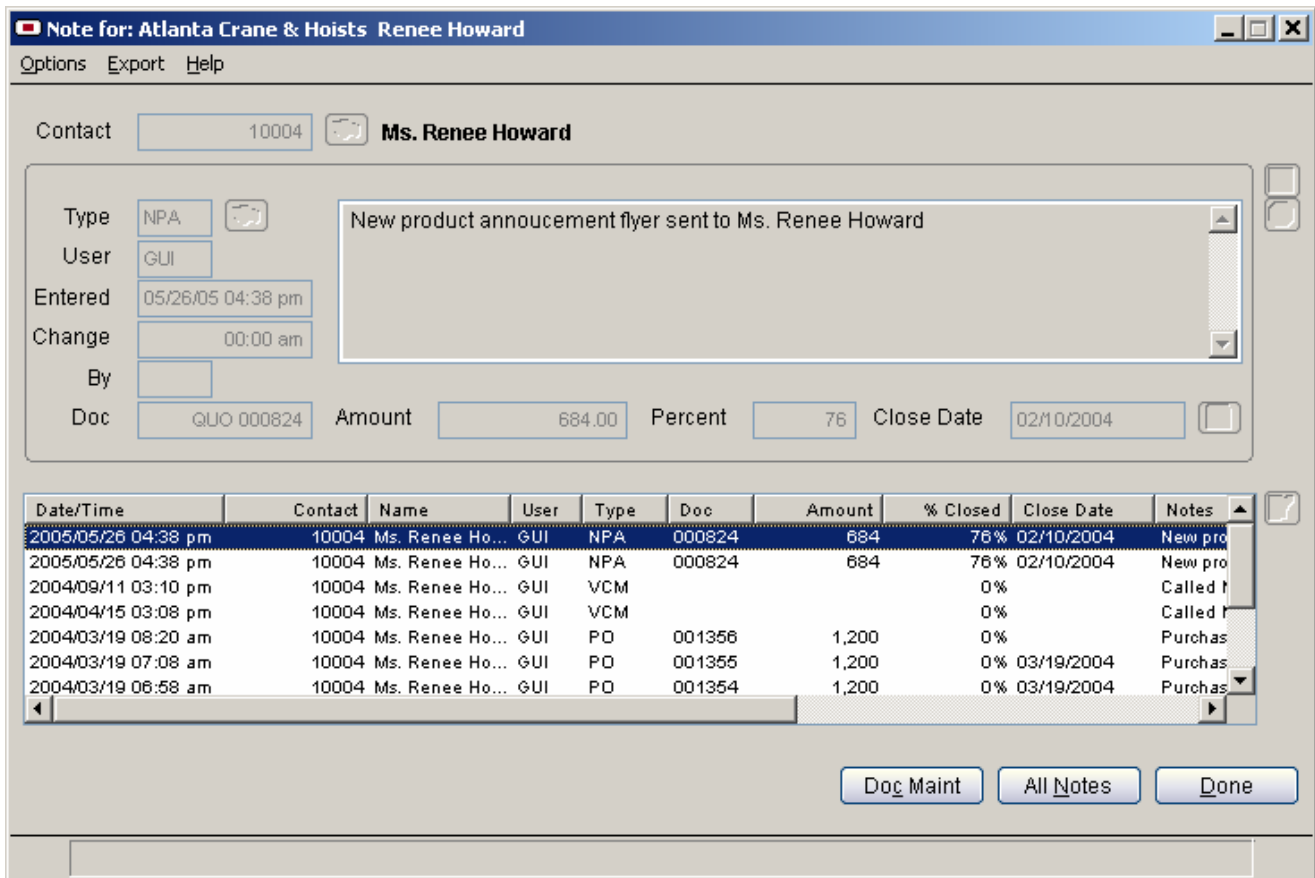 Note for: Atlanta Crane & Hoists Renee Howard
Options Export Help
Contact 10004 Ms. Renee Howard
Type NPA
New product annoucement flyer sent to Ms. Renee Howard
User GUI
Entered 05/26/05 04:38 pm
Change 00:00 am
By
Doc QUO 000824 Amount 684.00 Percent 76 Close Date 02/10/2004
Date/Time Contact Name User Type Doc Amount % Closed Close Date Notes
2005/05/26 04:38 pm 10004 Ms. Renee Ho... GUI NPA 000824 684 76% 02/10/2004 New pro
2005/05/26 04:38 pm 10004 Ms. Renee Ho... GUI NPA 000824 684 76% 02/10/2004 New pro
2004/09/11 03:10 pm 10004 Ms. Renee Ho... GUI VCM 0% Called
2004/04/15 03:08 pm 10004 Ms. Renee Ho... GUI VCM 0% Called
2004/03/19 08:20 am 10004 Ms. Renee Ho... GUI PO 001356 1,200 0% Purchas
2004/03/19 07:08 am 10004 Ms. Renee Ho... GUI PO 001355 1,200 0% 03/19/2004 Purchas
2004/03/19 06:58 am 10004 Ms. Renee Ho... GUI PO 001354 1,200 0% 03/19/2004 Purchas
Doc Maint All Notes Done